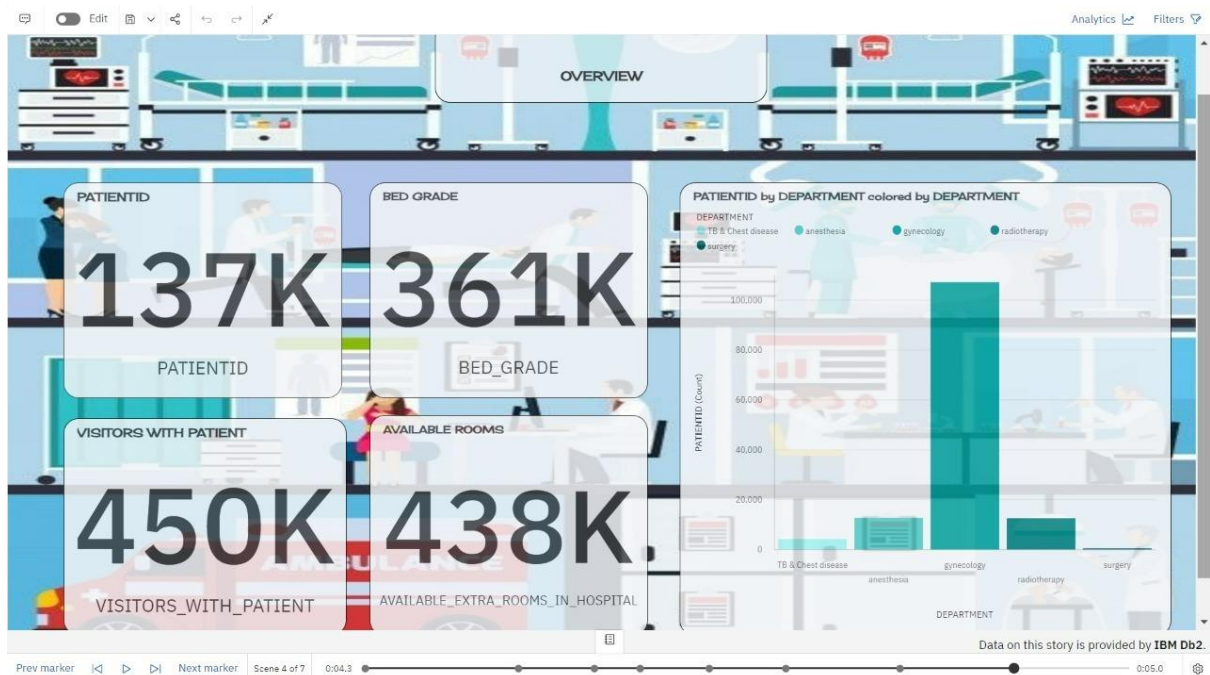 Edit
Analytics
Filters
OVERVIEW
PATIENTID
137K
PATIENTID
BED GRADE
361K
BED_GRADE
VISITORS WITH PATIENT
450K
VISITORS_WITH_PATIENT
AVAILABLE ROOMS
438K
AVAILABLE_EXTRA_ROOMS_IN_HOSPITAL
AMBULANCE
PATIENTID by DEPARTMENT colored by DEPARTMENT
DEPARTMENT
TB & Chest disease
anesthesia
gynecology
radiotherapy
surgery
PATIENTID (Count)
100,000
80,000
60,000
40,000
20,000
0
TB & Chest disease
anesthesia
gynecology
radiotherapy
surgery
DEPARTMENT
Data on this story is provided by IBM Db2.
Prev marker
Next marker
Scene 4 of 7
0:04.3
0:05.0